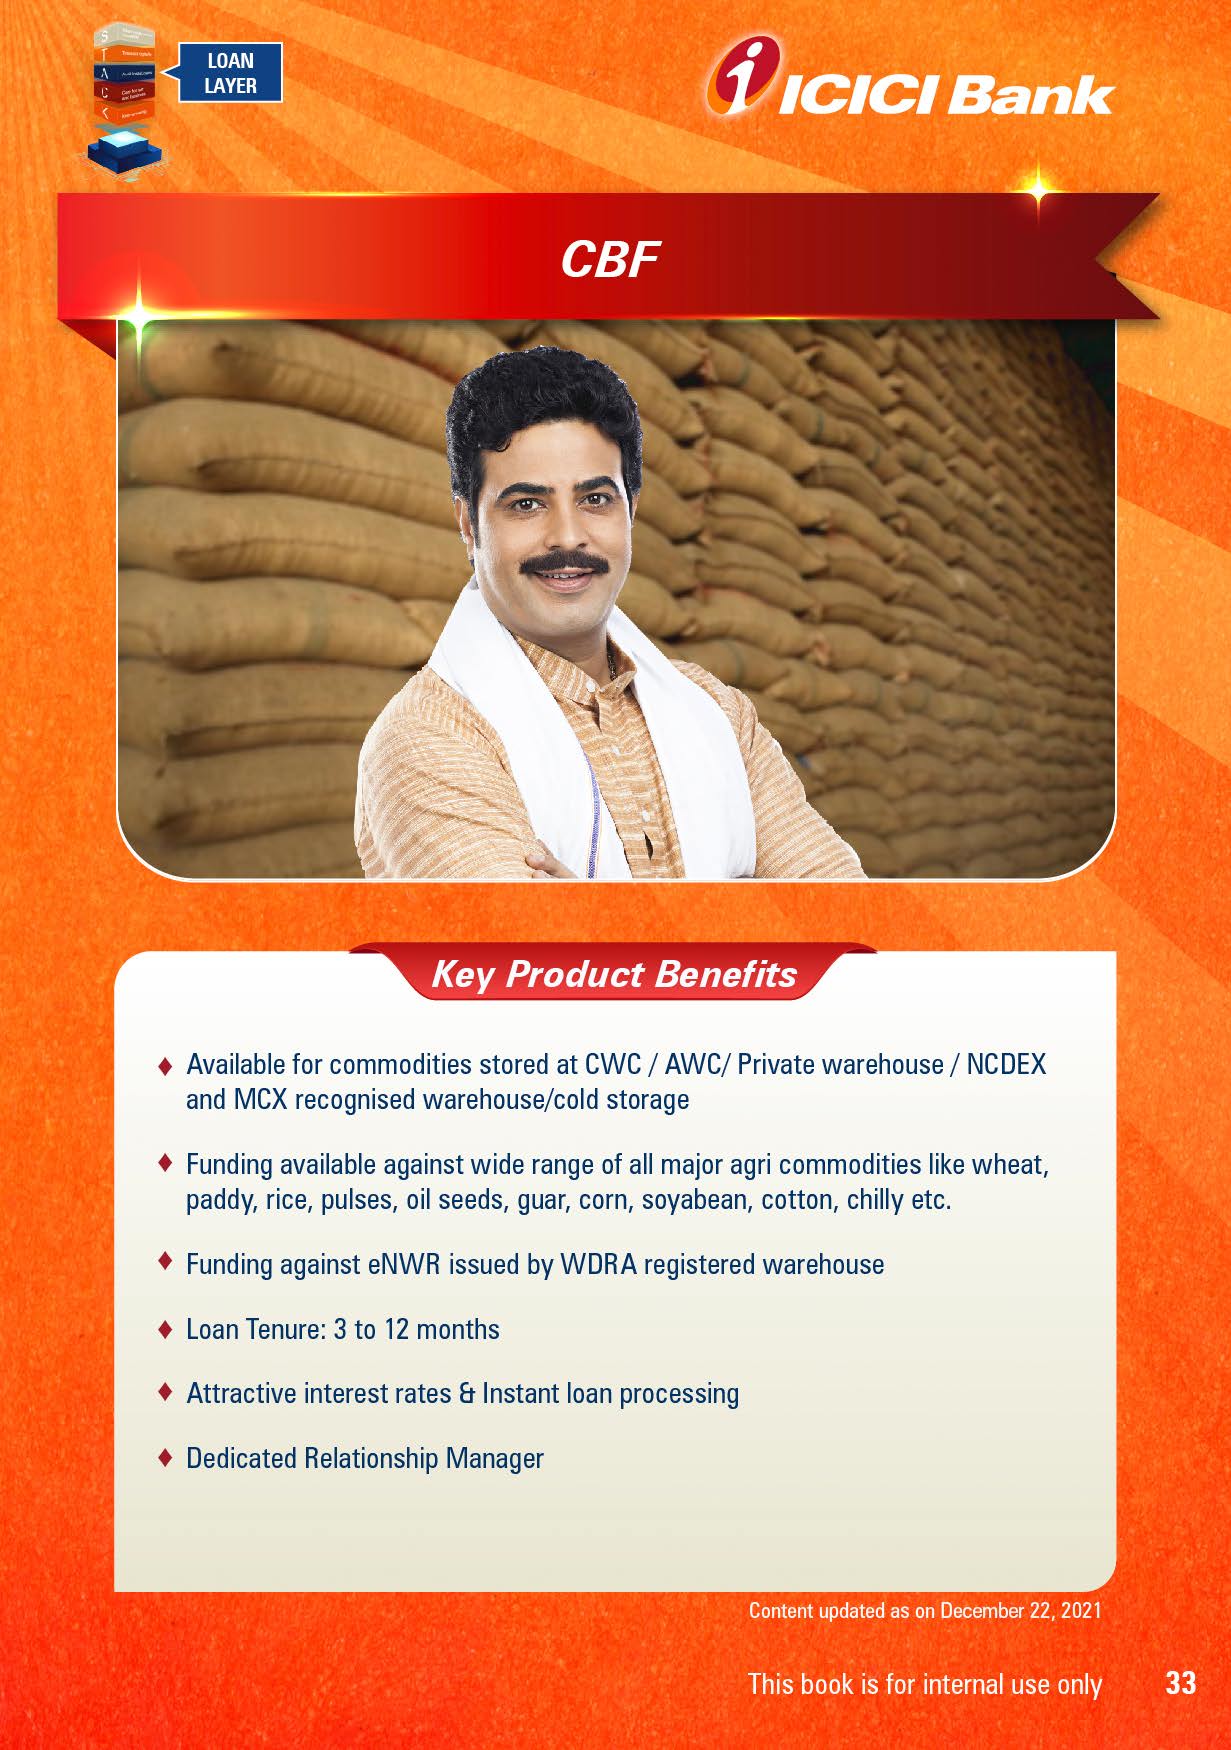 S
T
A
C
K
LOAN
LAYER
i ICICI Bank
CBF
Key Product Benefits
Available for commodities stored at CWC / AWC/ Private warehouse / NCDEX
and MCX recognised warehouse/cold storage
Funding available against wide range of all major agri commodities like wheat,
paddy, rice, pulses, oil seeds, guar, corn, soyabean, cotton, chilly etc.
Funding against eNWR issued by WDRA registered warehouse
Loan Tenure: 3 to 12 months
Attractive interest rates & Instant loan processing
Dedicated Relationship Manager
Content updated as on December 22, 2021
This book is for internal use only 33